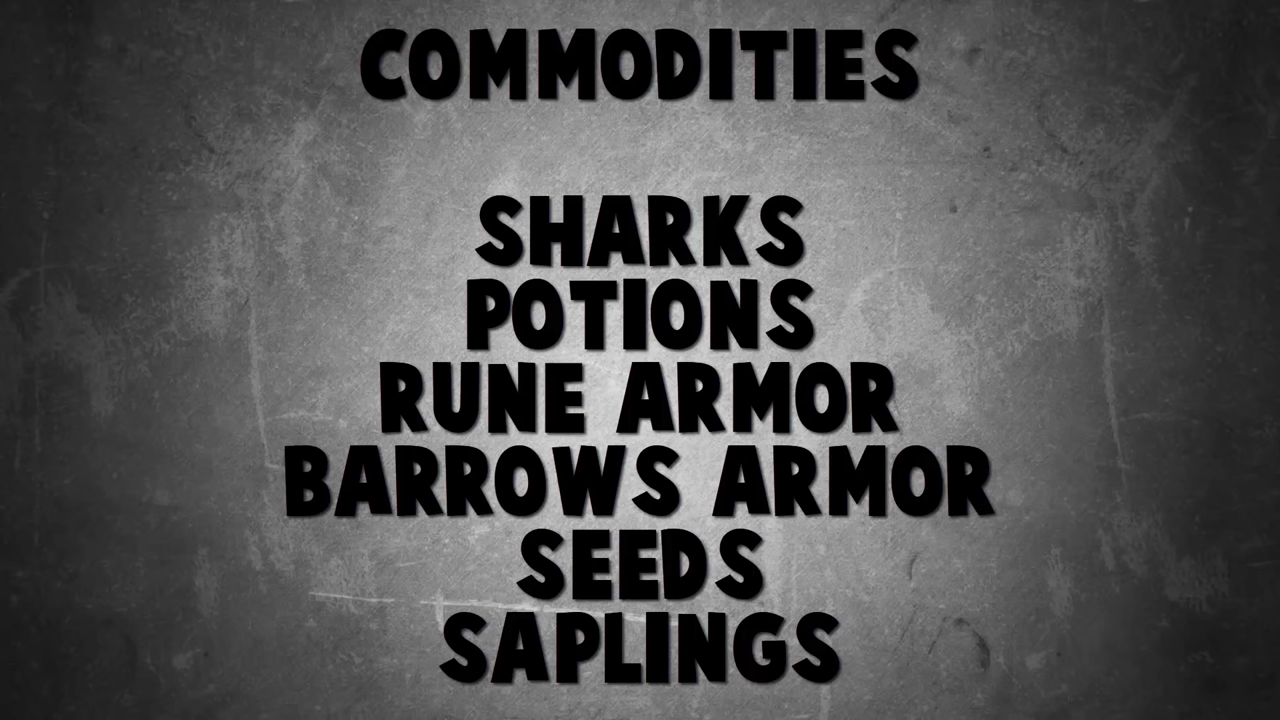 COMMODITIES
SHARKS
POTIONS
RUNE ARMOR
BARROWS ARMOR
SEEDS
SAPLINGS